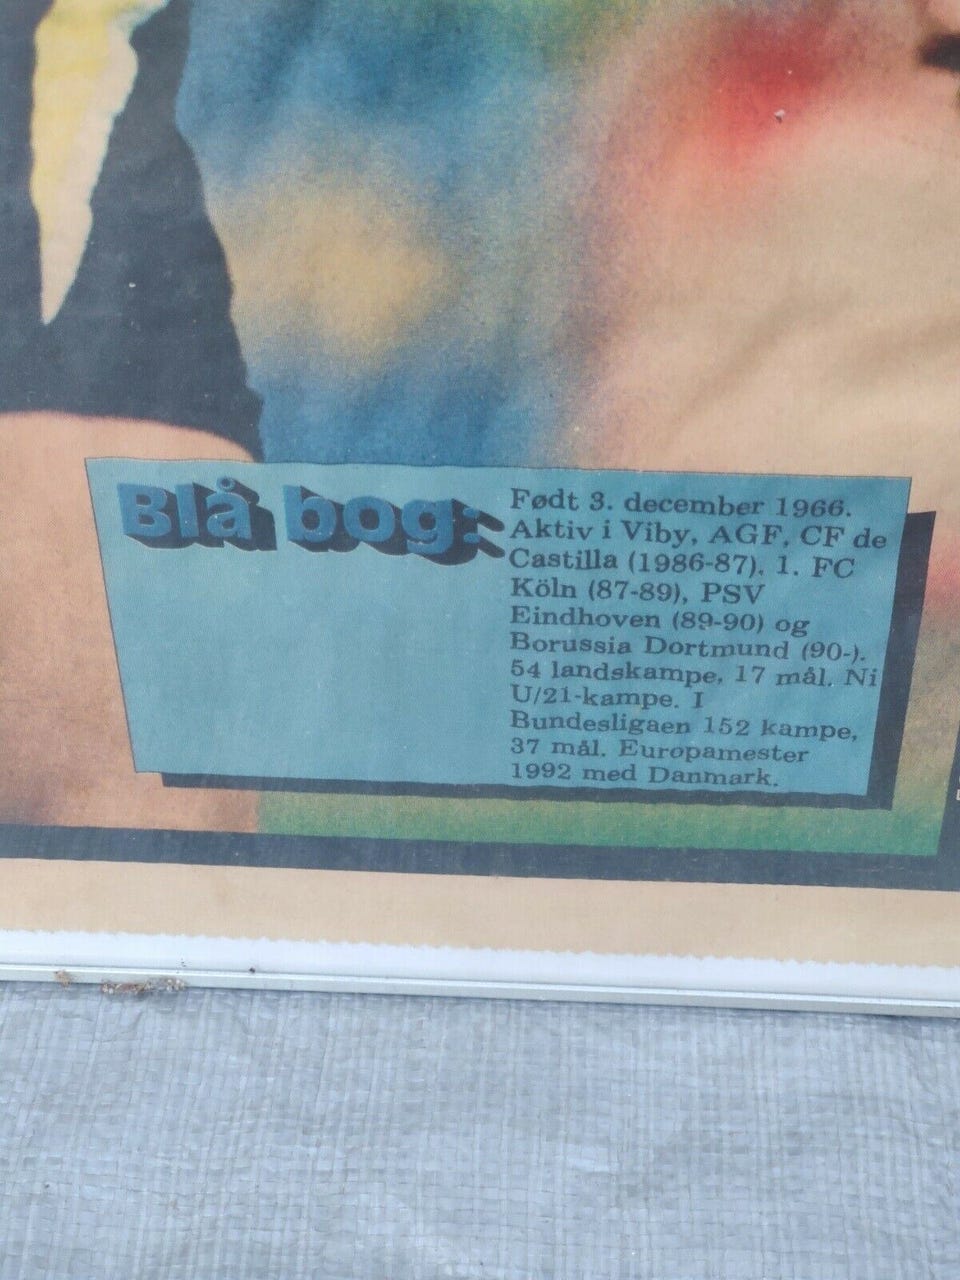 Blå bog:
Født 3. december 1966.
Aktiv i Viby, AGF, CF de
Castilla (1986-87), 1. FC
Köln (87-89), PSV
Eindhoven (89-90) og
Borussia Dortmund (90-).
54 landskampe, 17 mål. Ni
U/21-kampe. I
Bundesligaen 152 kampe,
37 mål. Europamester
1992 med Danmark.